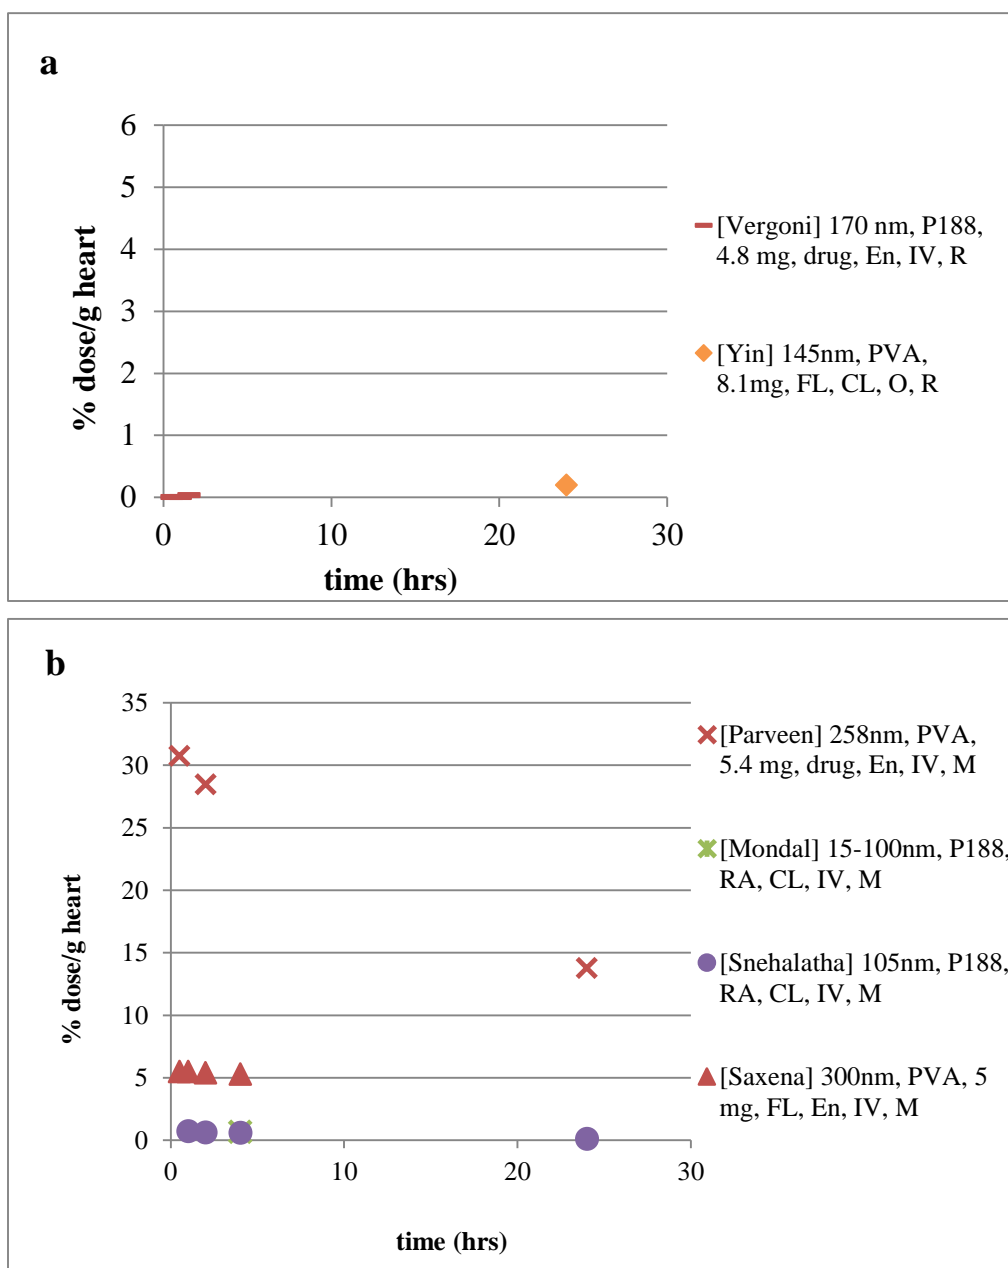 a
6
5
4
3
2
1
0
% dose/g heart
0 10 20 30
time (hrs)
[Vergoni] 170 nm, P188,
4.8 mg, drug, En, IV, R
[Yin] 145nm, PVA,
8.1mg, FL, CL, O, R
b
35
30
25
20
15
10
5
0
% dose/g heart
0 10 20 30
time (hrs)
[Parveen] 258nm, PVA,
5.4 mg, drug, En, IV, M
[Mondal] 15-100nm, P188,
RA, CL, IV, M
[Snehalatha] 105nm, P188,
RA, CL, IV, M
[Saxena] 300nm, PVA, 5
mg, FL, En, IV, M